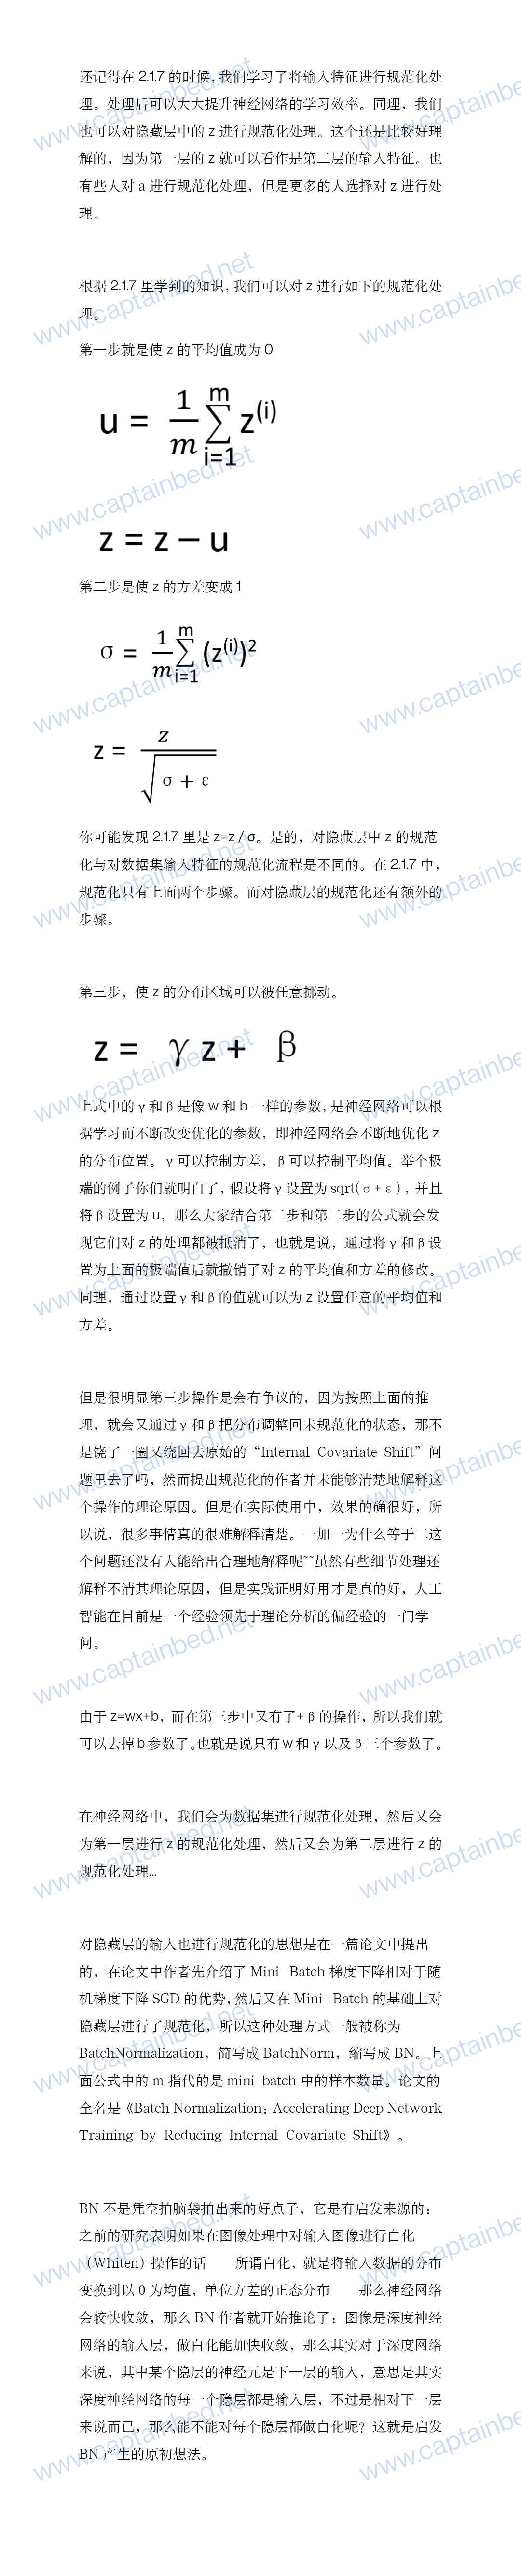 还记得在 2.1.7 的时候，我们学习了将输入特征进行规范化处
理。处理后可以大大提升神经网络的学习效率。同理，我们
也可以对隐藏层中的 z 进行规范化处理。这个还是比较好理
解的，因为第一层的 z 就可以看作是第二层的输入特征。也
有些人对 a 进行规范化处理，但是更多的人选择对 z 进行处
理。
根据 2.1.7 里学到的知识，我们可以对 z 进行如下的规范化处
理。
第一步就是使 z 的平均值成为 0
u = 1/m ∑_{i=1}^{m} z^(i)
z = z − u
第二步是使 z 的方差变成 1
σ = 1/m ∑_{i=1}^{m} (z^(i))²
z = z / √(σ + ε)
你可能发现 2.1.7 里是 z=z / σ。是的，对隐藏层中 z 的规范
化与对数据集输入特征的规范化流程是不同的。在 2.1.7 中，
规范化只有上面两个步骤。而对隐藏层的规范化还有额外的
步骤。
第三步，使 z 的分布区域可以被任意挪动。
z = γ z + β
上式中的 γ 和 β 是像 w 和 b 一样的参数，是神经网络可以根
据学习而不断改变优化的参数，即神经网络会不断地优化 z
的分布位置。γ 可以控制方差，β 可以控制平均值。举个极
端的例子你们就明白了，假设将 γ 设置为 sqrt( σ + ε )，并且
将 β 设置为 u，那么大家结合第二步和第二步的公式就会发
现它们对 z 的处理都被抵消了，也就是说，通过将 γ 和 β 设
置为上面的极端值后就撤销了对 z 的平均值和方差的修改。
同理，通过设置 γ 和 β 的值就可以为 z 设置任意的平均值和
方差。
但是很明显第三步操作是会有争议的，因为按照上面的推
理，就会又通过 γ 和 β 把分布调整回未规范化的状态，那不
是饶了一圈又绕回去原始的“Internal Covariate Shift”问
题里去了吗，然而提出规范化的作者并未能够清楚地解释这
个操作的理论原因。但是在实际使用中，效果的确很好，所
以说，很多事情真的很难解释清楚。一加一为什么等于二这
个问题还没有人能给出合理地解释呢~~虽然有些细节处理还
解释不清其理论原因，但是实践证明好用才是真的好，人工
智能在目前是一个经验领先于理论分析的偏经验的一门学
问。
由于 z=wx+b，而在第三步中又有了+ β 的操作，所以我们就
可以去掉 b 参数了。也就是说只有 w 和 γ 以及 β 三个参数了。
在神经网络中，我们会为数据集进行规范化处理，然后又会
为第一层进行 z 的规范化处理，然后又会为第二层进行 z 的
规范化处理...
对隐藏层的输入也进行规范化的思想是在一篇论文中提出
的，在论文中作者先介绍了 Mini-Batch 梯度下降相对于随
机梯度下降 SGD 的优势，然后又在 Mini-Batch 的基础上对
隐藏层进行了规范化，所以这种处理方式一般被称为
BatchNormalization，简写成 BatchNorm，缩写成 BN。上
面公式中的 m 指代的是 mini batch 中的样本数量。论文的
全名是《Batch Normalization：Accelerating Deep Network
Training by Reducing Internal Covariate Shift》。
BN 不是凭空拍脑袋拍出来的好点子，它是有启发来源的：
之前的研究表明如果在图像处理中对输入图像进行白化
（Whiten）操作的话——所谓白化，就是将输入数据的分布
变换到以 0 为均值，单位方差的正态分布——那么神经网络
会较快收敛，那么 BN 作者就开始推论了：图像是深度神经
网络的输入层，做白化能加快收敛，那么其实对于深度网络
来说，其中某个隐层的神经元是下一层的输入，意思是其实
深度神经网络的每一个隐层都是输入层，不过是相对下一层
来说而已，那么能不能对每个隐层都做白化呢？这就是启发
BN 产生的原初想法。
www.captainbed.net